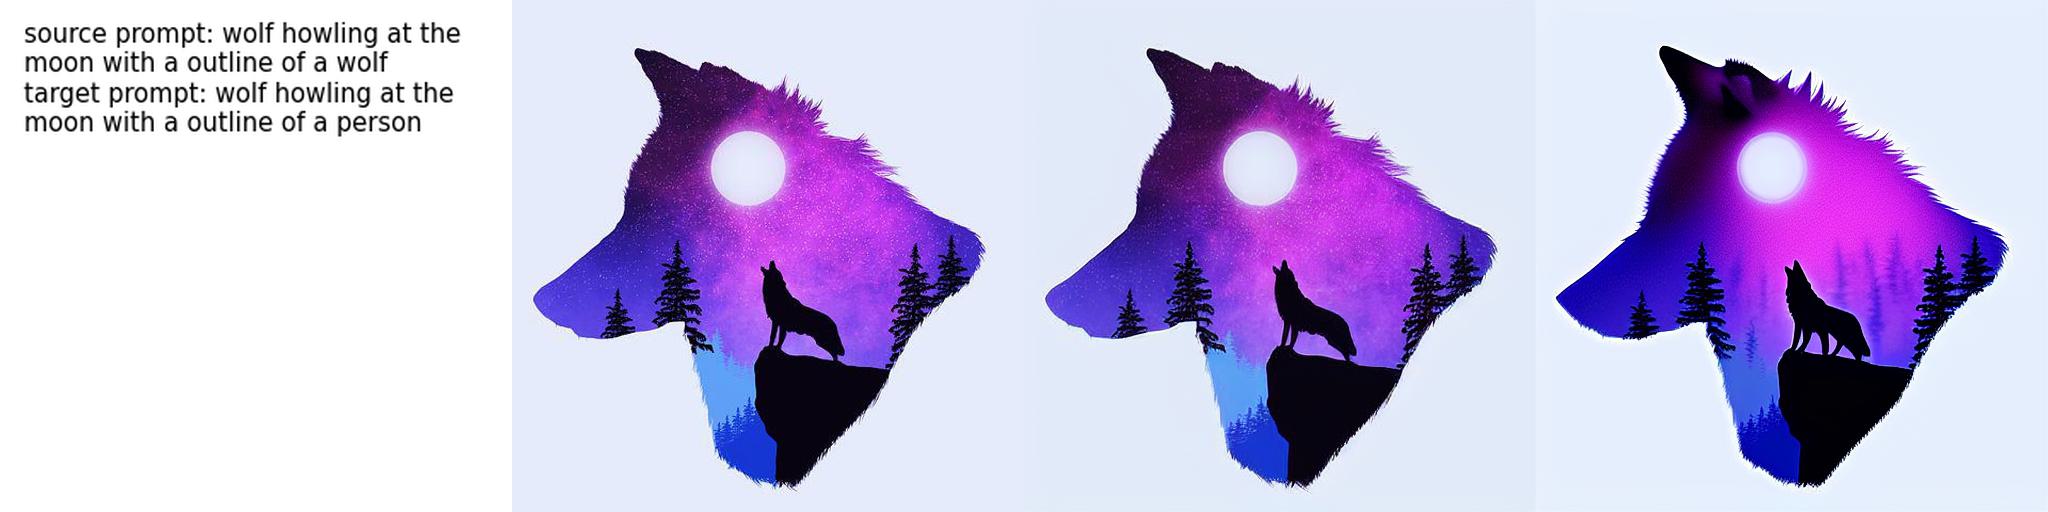 source prompt: wolf howling at the
moon with a outline of a wolf
target prompt: wolf howling at the
moon with a outline of a person